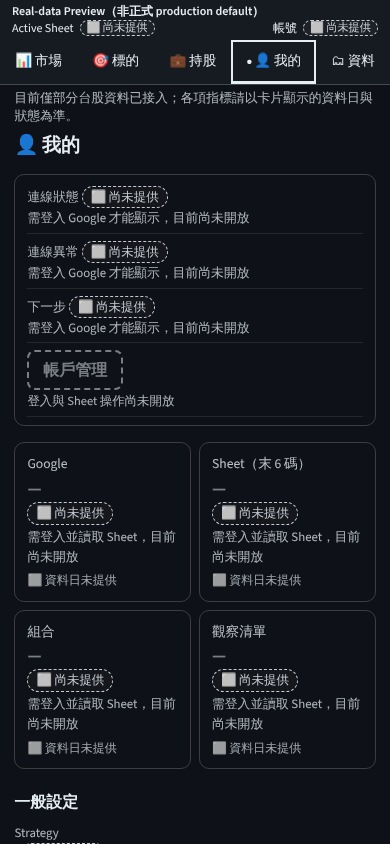 Real-data Preview（非正式 production default）
Active Sheet ⬜ 尚未提供 帳號 ⬜ 尚未提供
📊 市場 🎯 標的 💼 持股 • 👤 我的 🗂 資料
目前僅部分台股資料已接入；各項指標請以卡片顯示的資料日與
狀態為準。
👤 我的
連線狀態 ⬜ 尚未提供
需登入 Google 才能顯示，目前尚未開放
連線異常 ⬜ 尚未提供
需登入 Google 才能顯示，目前尚未開放
下一步 ⬜ 尚未提供
需登入 Google 才能顯示，目前尚未開放
帳戶管理
登入與 Sheet 操作尚未開放
Google
—
⬜ 尚未提供
需登入並讀取 Sheet，目前
尚未開放
⬜ 資料日未提供
Sheet（末 6 碼）
—
⬜ 尚未提供
需登入並讀取 Sheet，目前
尚未開放
⬜ 資料日未提供
組合
—
⬜ 尚未提供
需登入並讀取 Sheet，目前
尚未開放
⬜ 資料日未提供
觀察清單
—
⬜ 尚未提供
需登入並讀取 Sheet，目前
尚未開放
⬜ 資料日未提供
一般設定
Strategy